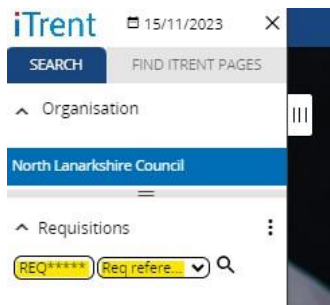 iTrent 15/11/2023
SEARCH FIND ITRENT PAGES
Organisation
North Lanarkshire Council
Requisitions
REQ***** Req refere...